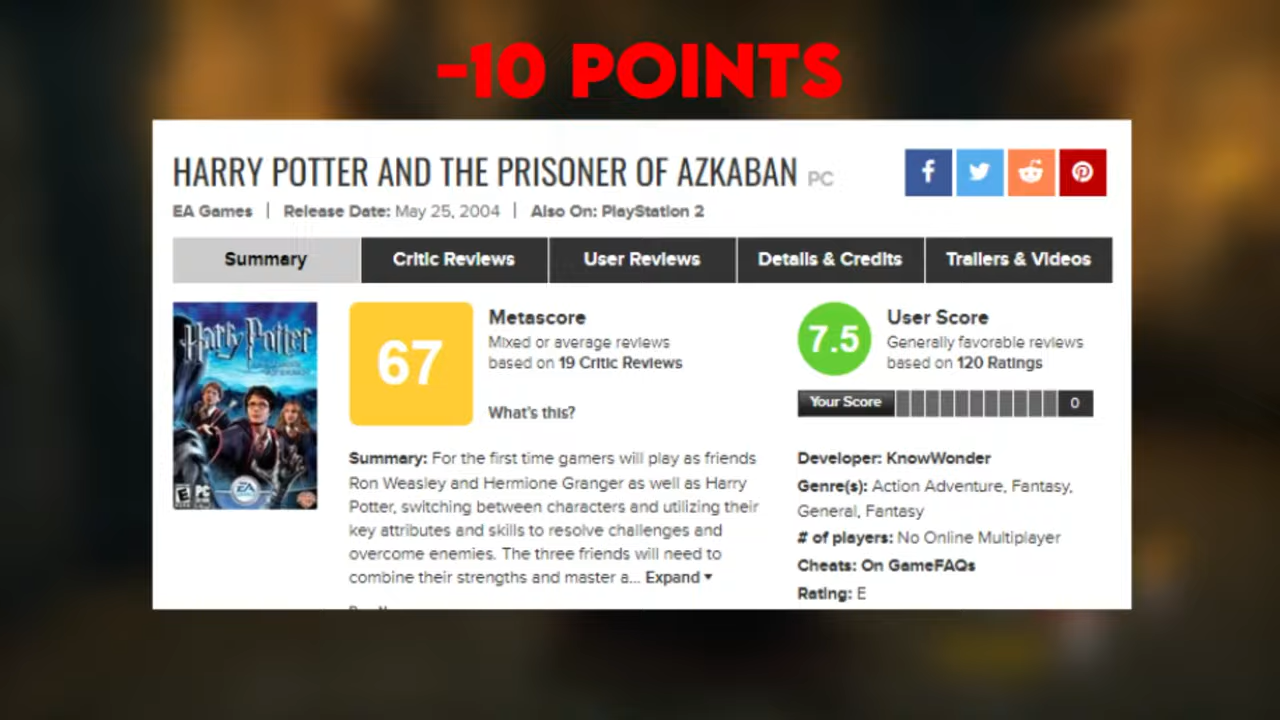 -10 POINTS
HARRY POTTER AND THE PRISONER OF AZKABAN PC
EA Games | Release Date: May 25, 2004 | Also On: PlayStation 2
Summary Critic Reviews User Reviews Details & Credits Trailers & Videos
Harry Potter
67
Metascore
Mixed or average reviews
based on 19 Critic Reviews
What's this?
7.5
User Score
Generally favorable reviews
based on 120 Ratings
Your Score 0
Summary: For the first time gamers will play as friends
Ron Weasley and Hermione Granger as well as Harry
Potter, switching between characters and utilizing their
key attributes and skills to resolve challenges and
overcome enemies. The three friends will need to
combine their strengths and master a... Expand
Developer: KnowWonder
Genre(s): Action Adventure, Fantasy,
General, Fantasy
# of players: No Online Multiplayer
Cheats: On GameFAQs
Rating: E
E PC EA